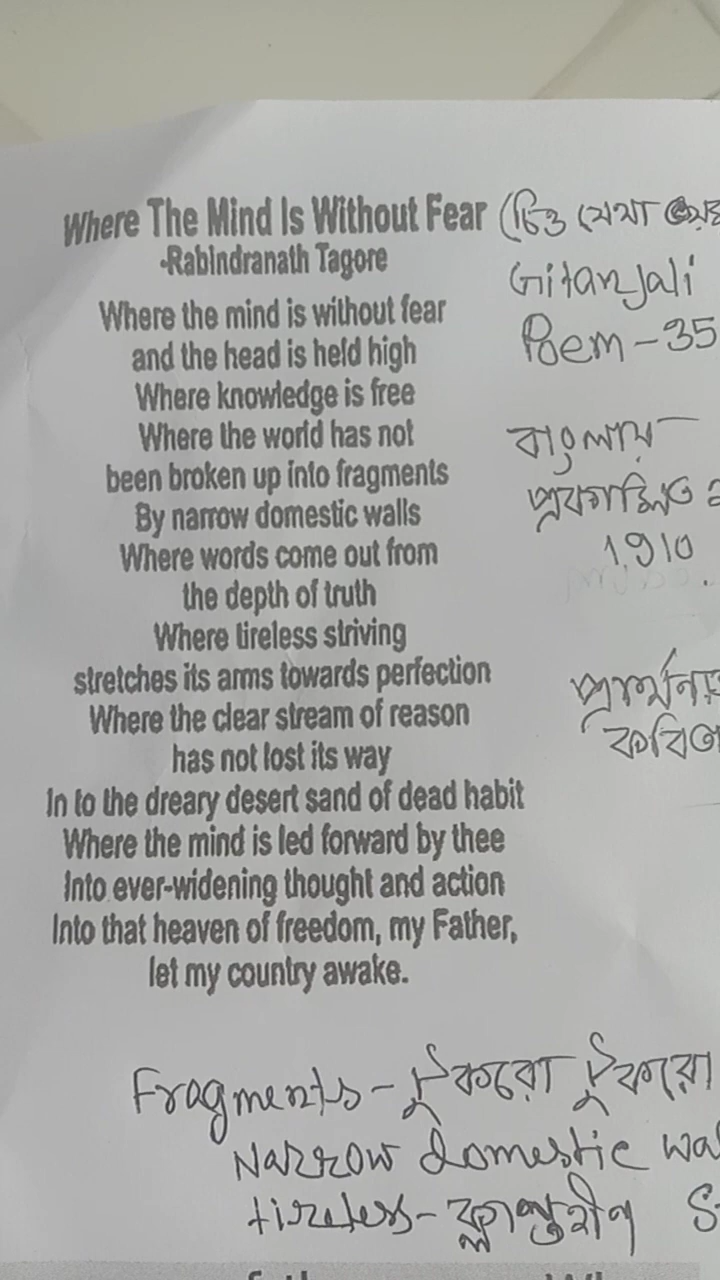 Where The Mind Is Without Fear (চিত্ত যেথা
-Rabindranath Tagore
Gitanjali
Where the mind is without fear
Poem-35
and the head is held high
Where knowledge is free
Where the world has not
বাংলায়
been broken up into fragments
প্রকাশিত
By narrow domestic walls
1910
Where words come out from
the depth of truth
Where tireless striving
stretches its arms towards perfection
Where the clear stream of reason
has not lost its way
In to the dreary desert sand of dead habit
Where the mind is led forward by thee
Into ever-widening thought and action
Into that heaven of freedom, my Father,
let my country awake.
Fragments- টুকরো টুকরো
Narrow domestic
tireless-